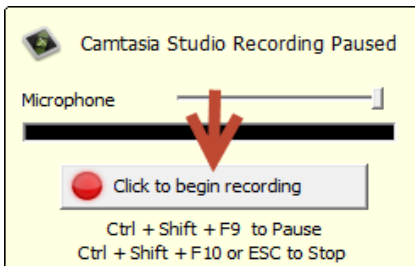 Camtasia Studio Recording Paused
Microphone
Click to begin recording
Ctrl + Shift + F9 to Pause
Ctrl + Shift + F10 or ESC to Stop